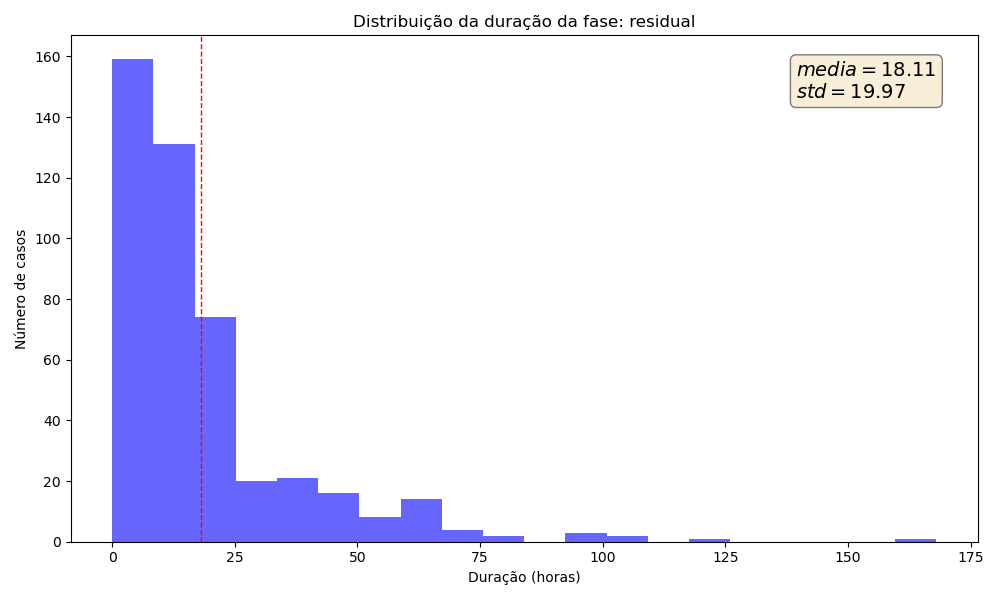 Distribuição da duração da fase: residual
media = 18.11
std = 19.97
Número de casos
160
140
120
100
80
60
40
20
0
0 25 50 75 100 125 150 175
Duração (horas)